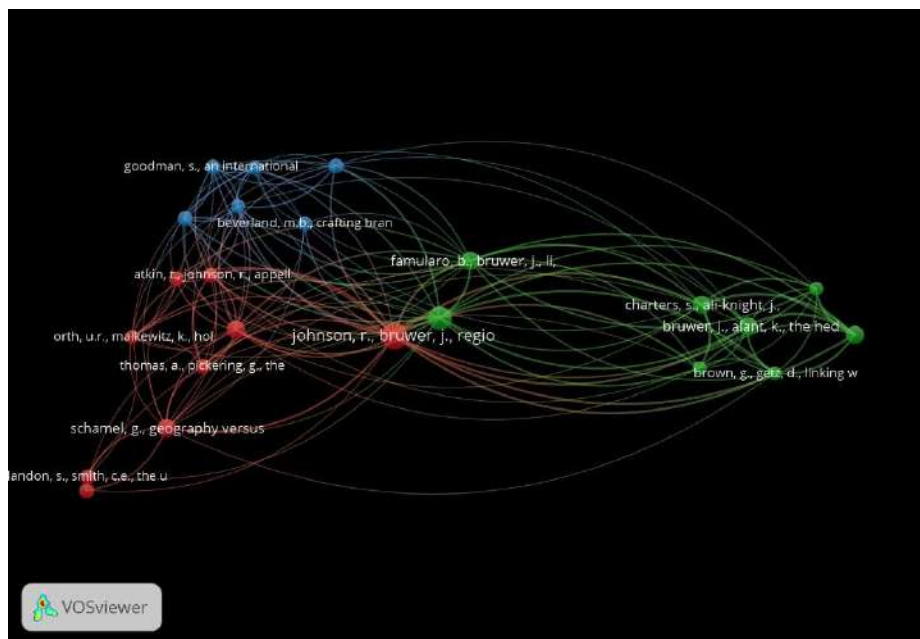 goodman, s., an international
beverland, m.b., crafting bran
famularo, b., bruwer, j., li,
atkin, t., johnson, r., appell
charters, s., ali-knight, j.,
bruwer, j., alant, k., the hed
johnson, r., bruwer, j., regio
orth, u.r., malkewitz, k., hol
thomas, a., pickering, g., the
brown, g., getz, d., linking w
schamel, g., geography versus
landon, s., smith, c.e., the u
VOSviewer